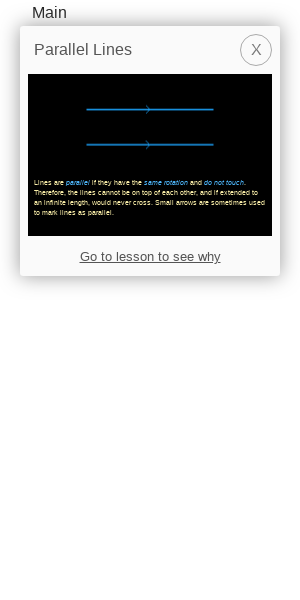 Main
Parallel Lines
X
Lines are parallel if they have the same rotation and do not touch.
Therefore, the lines cannot be on top of each other, and if extended to
an infinite length, would never cross. Small arrows are sometimes used
to mark lines as parallel.
Go to lesson to see why